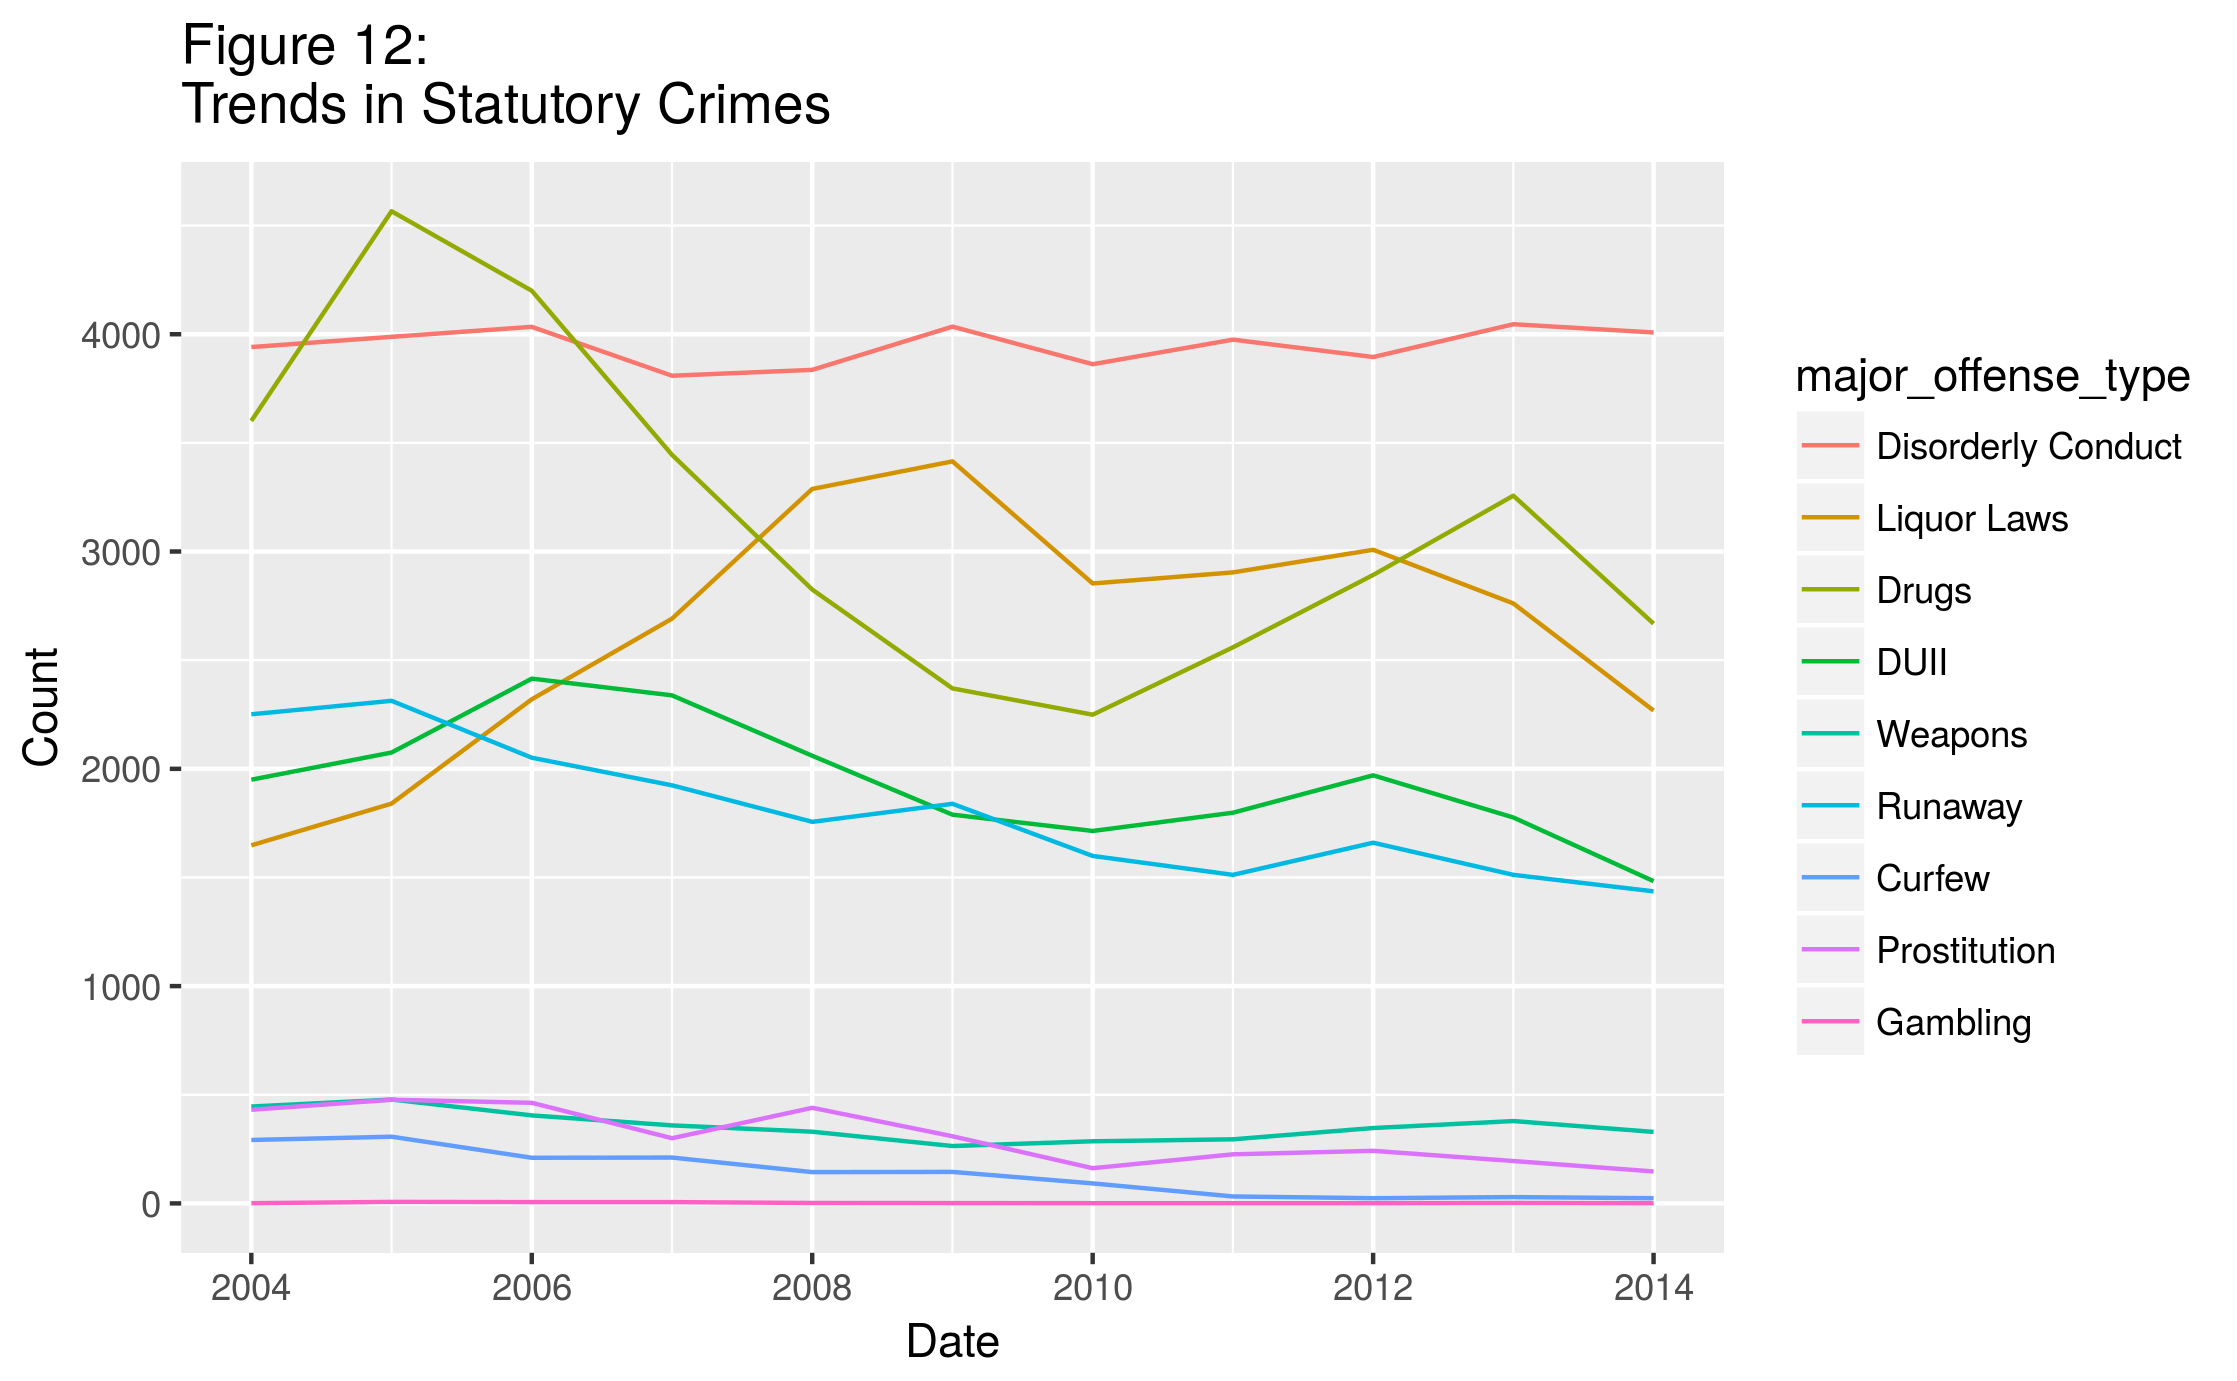 Figure 12:
Trends in Statutory Crimes
Count
4000
3000
2000
1000
0
2004 2006 2008 2010 2012 2014
Date
major_offense_type
Disorderly Conduct
Liquor Laws
Drugs
DUII
Weapons
Runaway
Curfew
Prostitution
Gambling